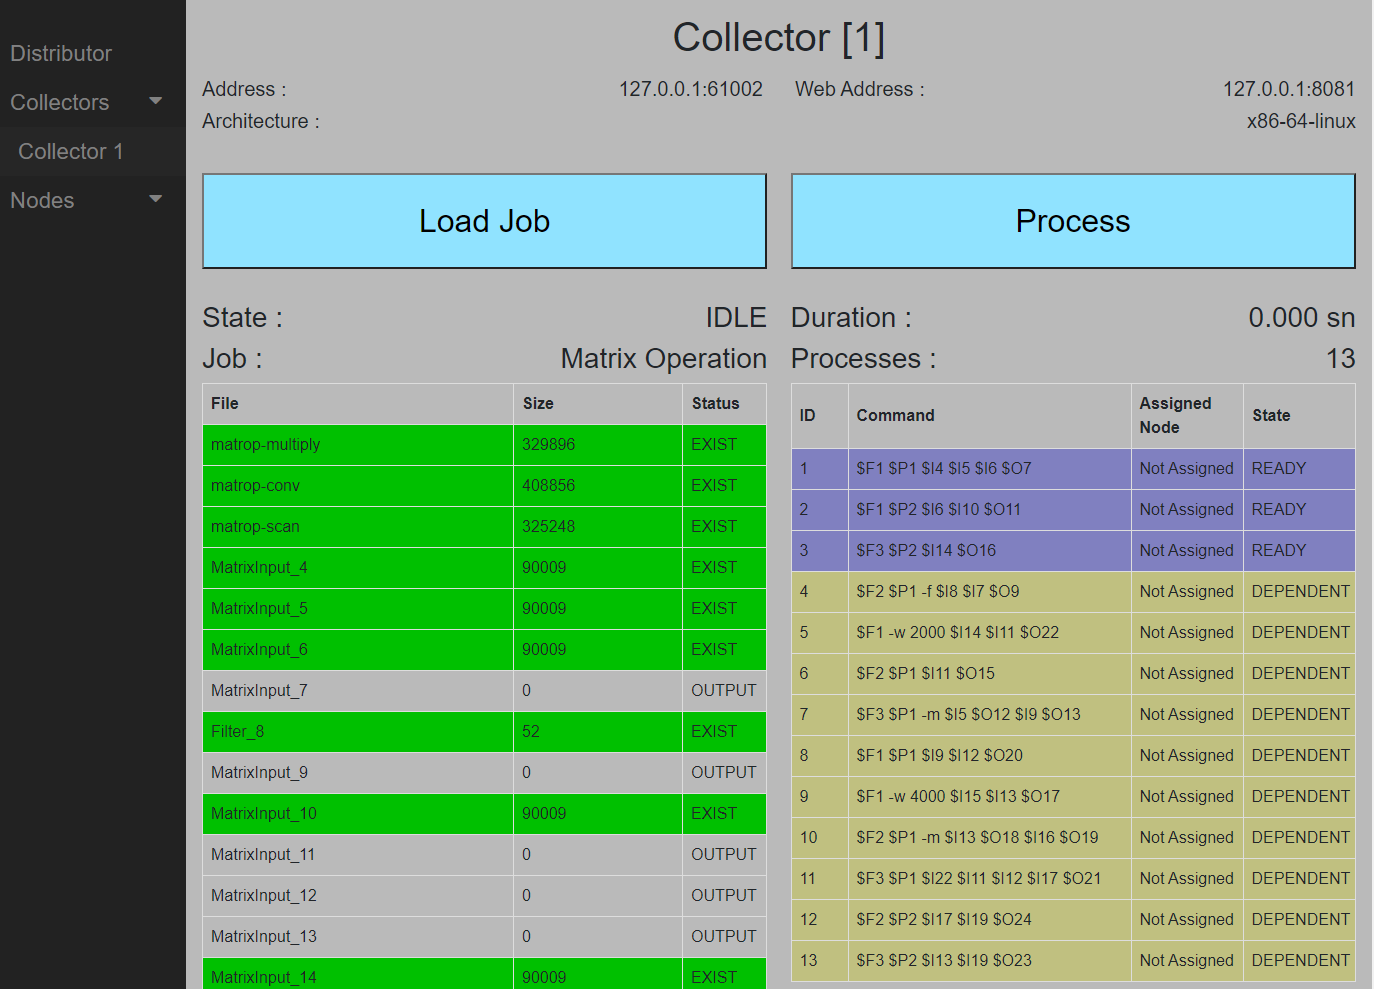 Distributor
Collectors
Collector 1
Nodes
Collector [1]
Address : 127.0.0.1:61002 Web Address : 127.0.0.1:8081
Architecture : x86-64-linux
Load Job Process
State : IDLE Duration : 0.000 sn
Job : Matrix Operation Processes : 13
File Size Status
matrop-multiply 329896 EXIST
matrop-conv 408856 EXIST
matrop-scan 325248 EXIST
MatrixInput_4 90009 EXIST
MatrixInput_5 90009 EXIST
MatrixInput_6 90009 EXIST
MatrixInput_7 0 OUTPUT
Filter_8 52 EXIST
MatrixInput_9 0 OUTPUT
MatrixInput_10 90009 EXIST
MatrixInput_11 0 OUTPUT
MatrixInput_12 0 OUTPUT
MatrixInput_13 0 OUTPUT
MatrixInput_14 90009 EXIST
ID Command Assigned Node State
1 $F1 $P1 $I4 $I5 $I6 $O7 Not Assigned READY
2 $F1 $P2 $I6 $I10 $O11 Not Assigned READY
3 $F3 $P2 $I14 $O16 Not Assigned READY
4 $F2 $P1 -f $I8 $I7 $O9 Not Assigned DEPENDENT
5 $F1 -w 2000 $I14 $I11 $O22 Not Assigned DEPENDENT
6 $F2 $P1 $I11 $O15 Not Assigned DEPENDENT
7 $F3 $P1 -m $I5 $O12 $I9 $O13 Not Assigned DEPENDENT
8 $F1 $P1 $I9 $I12 $O20 Not Assigned DEPENDENT
9 $F1 -w 4000 $I15 $I13 $O17 Not Assigned DEPENDENT
10 $F2 $P1 -m $I13 $O18 $I16 $O19 Not Assigned DEPENDENT
11 $F3 $P1 $I22 $I11 $I12 $I17 $O21 Not Assigned DEPENDENT
12 $F2 $P2 $I17 $I19 $O24 Not Assigned DEPENDENT
13 $F3 $P2 $I13 $I19 $O23 Not Assigned DEPENDENT